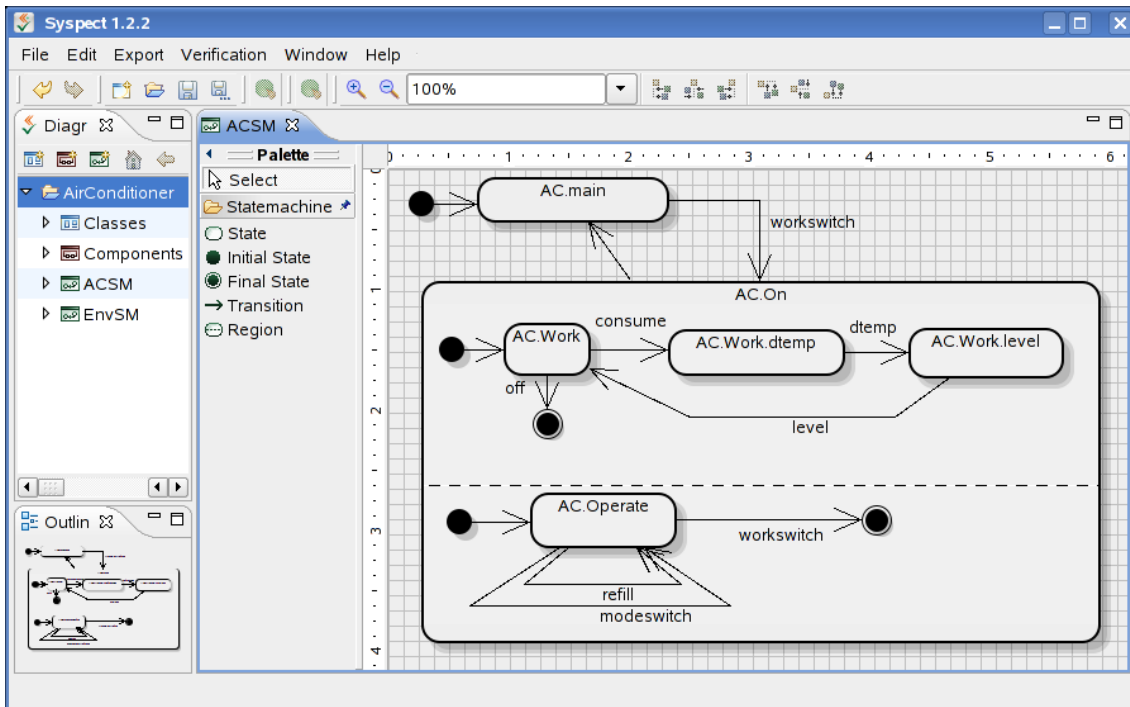 Syspect 1.2.2
File Edit Export Verification Window Help
100%
Diagr
ACSM
AirConditioner
Classes
Components
ACSM
EnvSM
Outlin
Palette
Select
Statemachine
State
Initial State
Final State
Transition
Region
0 1 2 3 4 5 6
0
1
2
3
4
AC.main
workswitch
AC.On
AC.Work
consume
AC.Work.dtemp
dtemp
AC.Work.level
off
level
AC.Operate
workswitch
refill
modeswitch